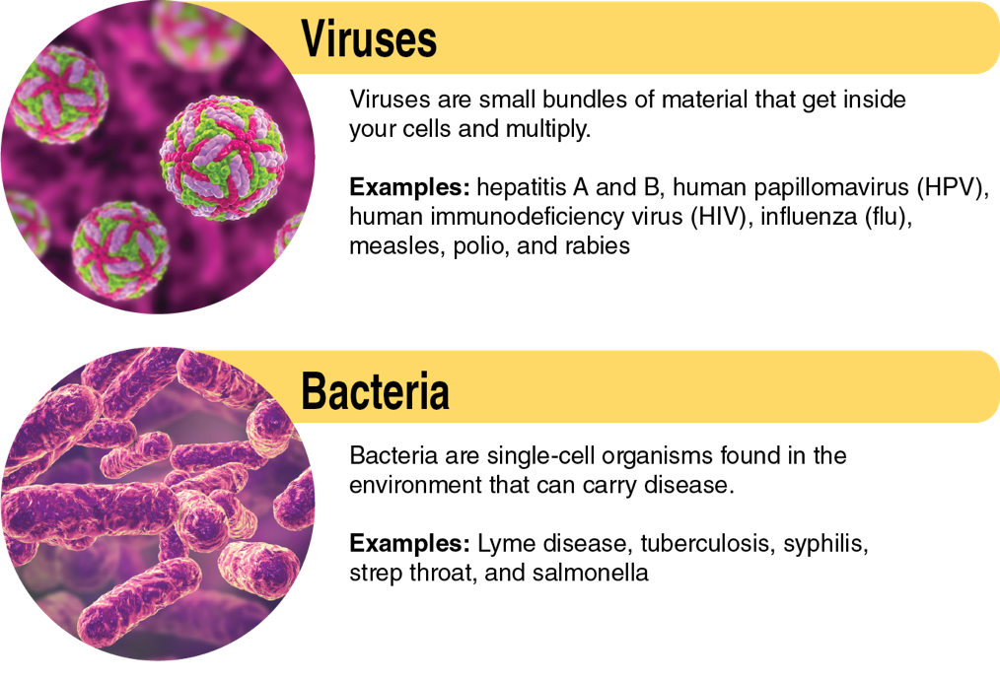 Viruses
Viruses are small bundles of material that get inside
your cells and multiply.
Examples: hepatitis A and B, human papillomavirus (HPV),
human immunodeficiency virus (HIV), influenza (flu),
measles, polio, and rabies
Bacteria
Bacteria are single-cell organisms found in the
environment that can carry disease.
Examples: Lyme disease, tuberculosis, syphilis,
strep throat, and salmonella